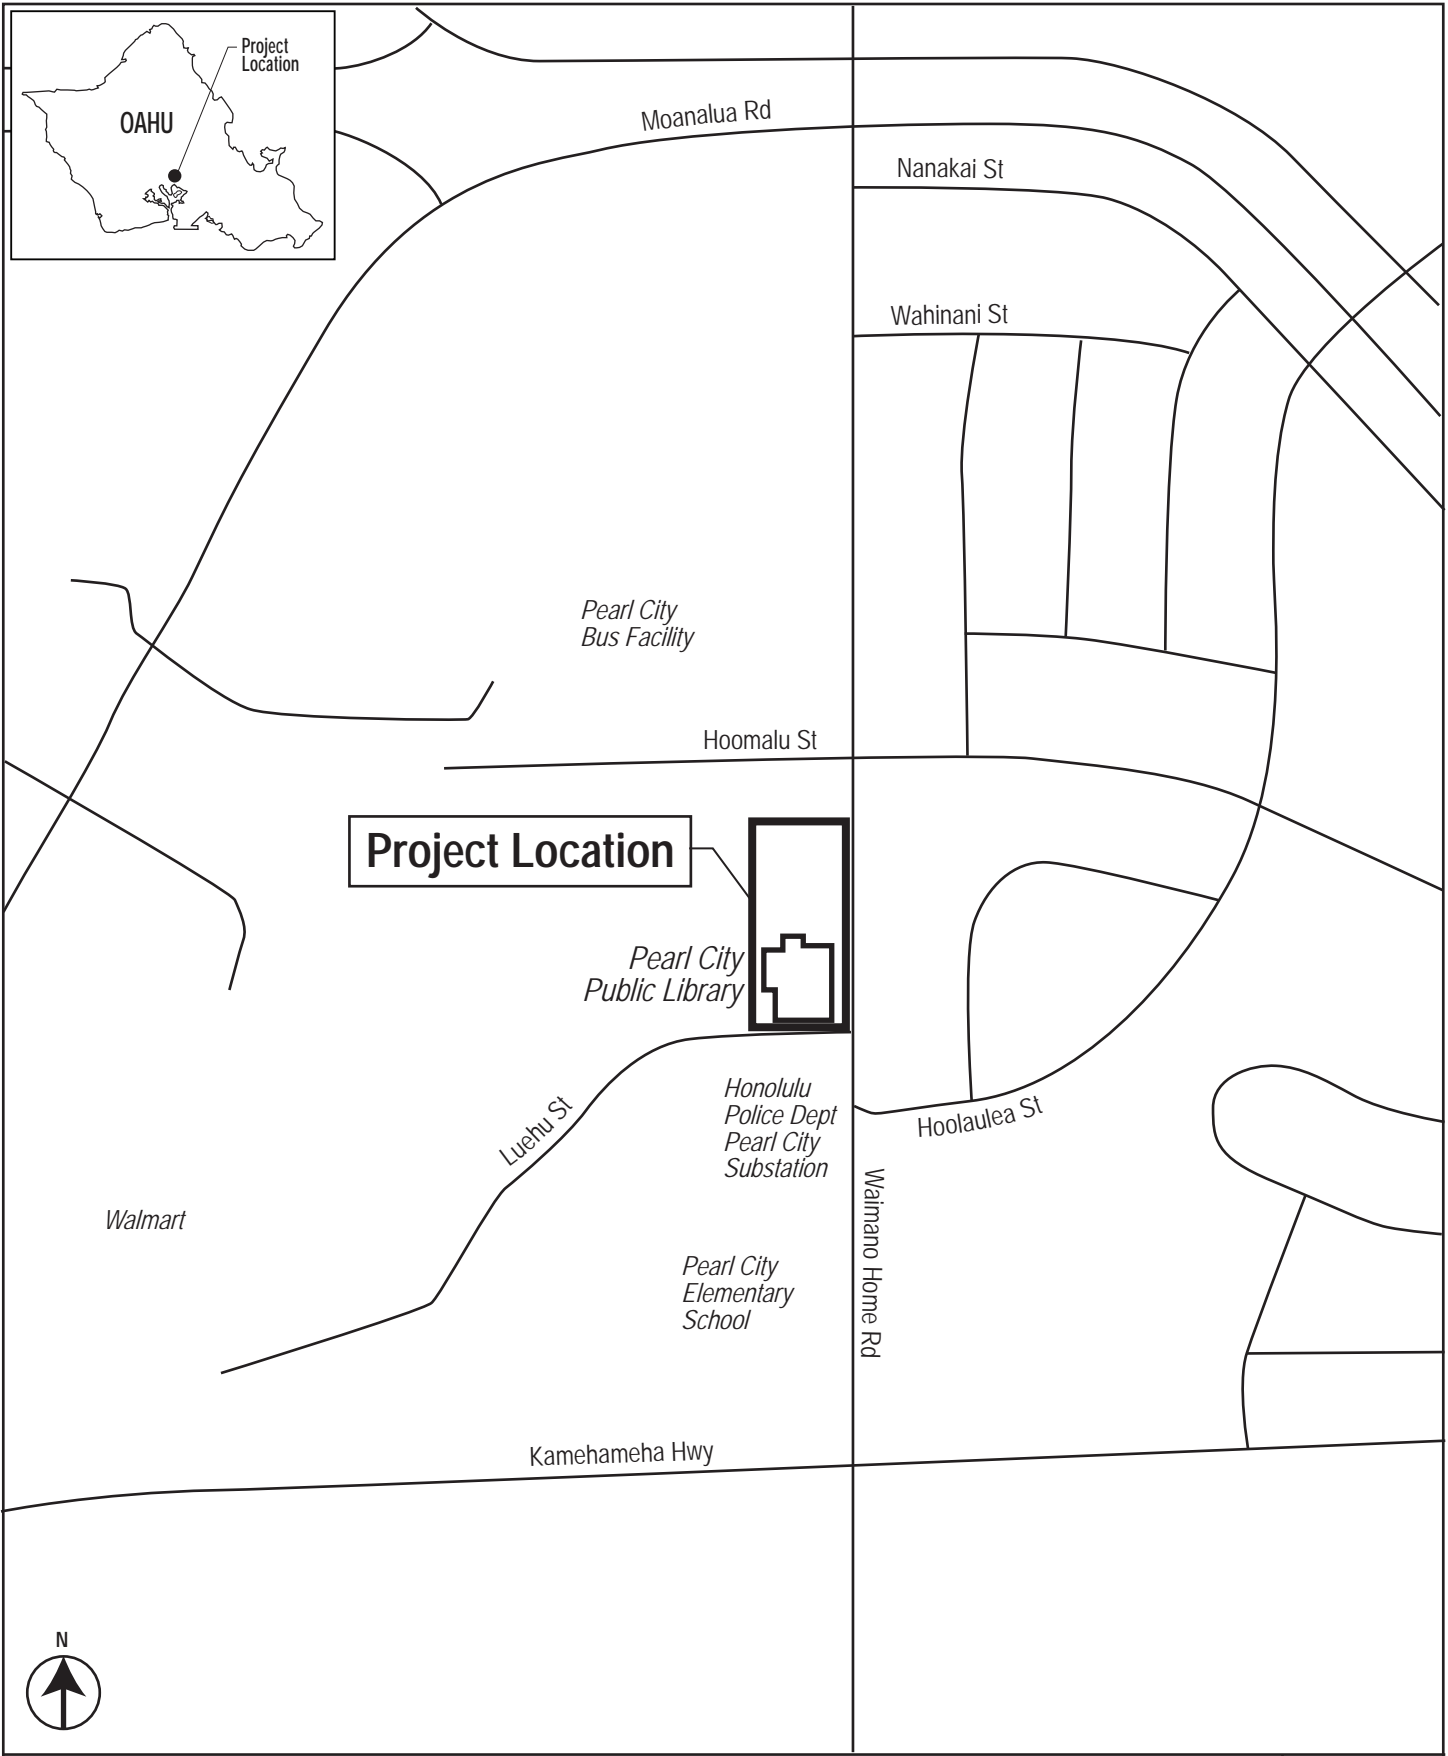 Project
Location
OAHU
Moanalua Rd
Nanakai St
Wahinani St
Pearl City
Bus Facility
Hoomalu St
Project Location
Pearl City
Public Library
Honolulu
Police Dept
Pearl City
Substation
Luehu St
Hoolaulea St
Waimano Home Rd
Walmart
Pearl City
Elementary
School
Kamehameha Hwy
N